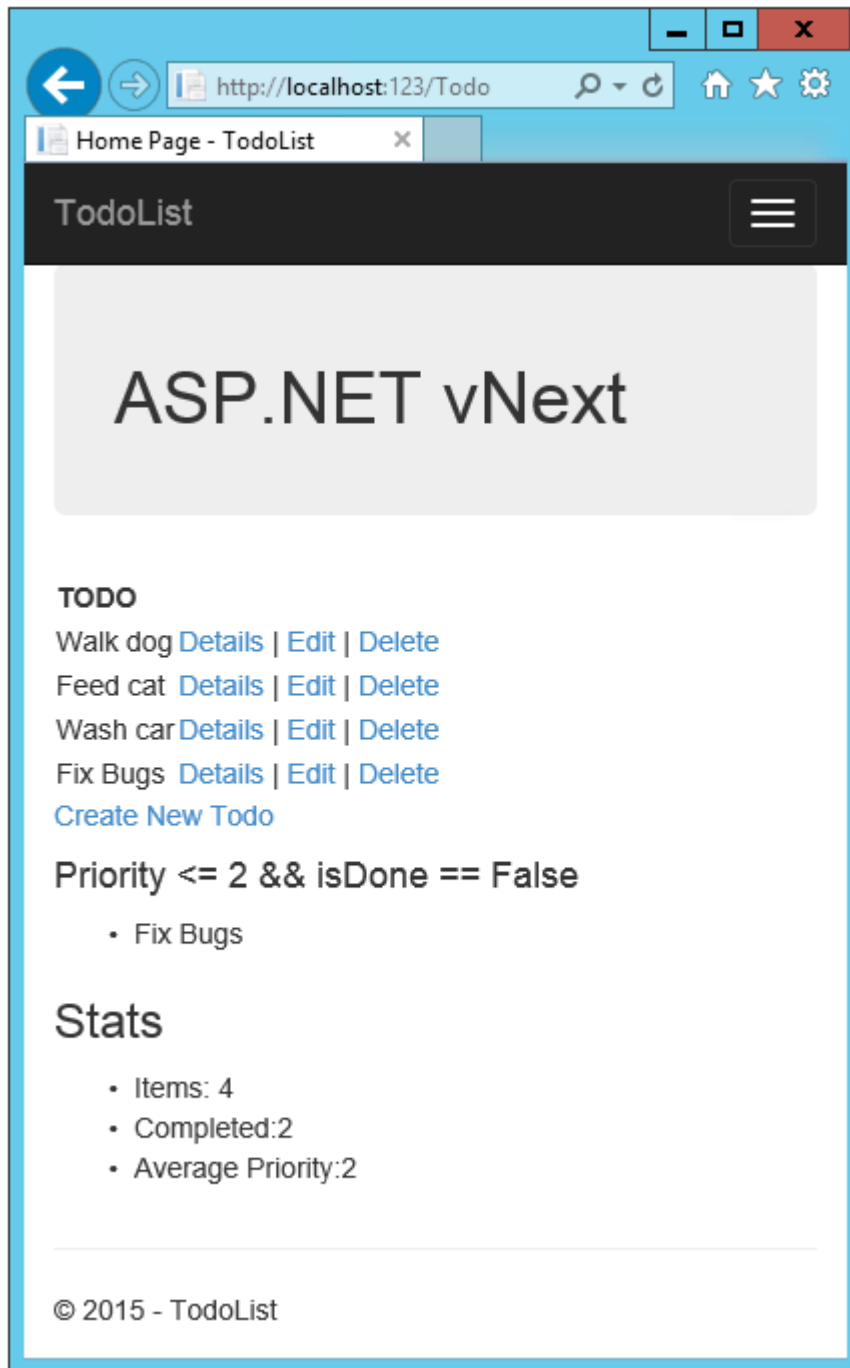 http://localhost:123/Todo
Home Page - TodoList
TodoList
ASP.NET vNext
TODO
Walk dog Details | Edit | Delete
Feed cat Details | Edit | Delete
Wash car Details | Edit | Delete
Fix Bugs Details | Edit | Delete
Create New Todo
Priority <= 2 && isDone == False
• Fix Bugs
Stats
• Items: 4
• Completed:2
• Average Priority:2
© 2015 - TodoList